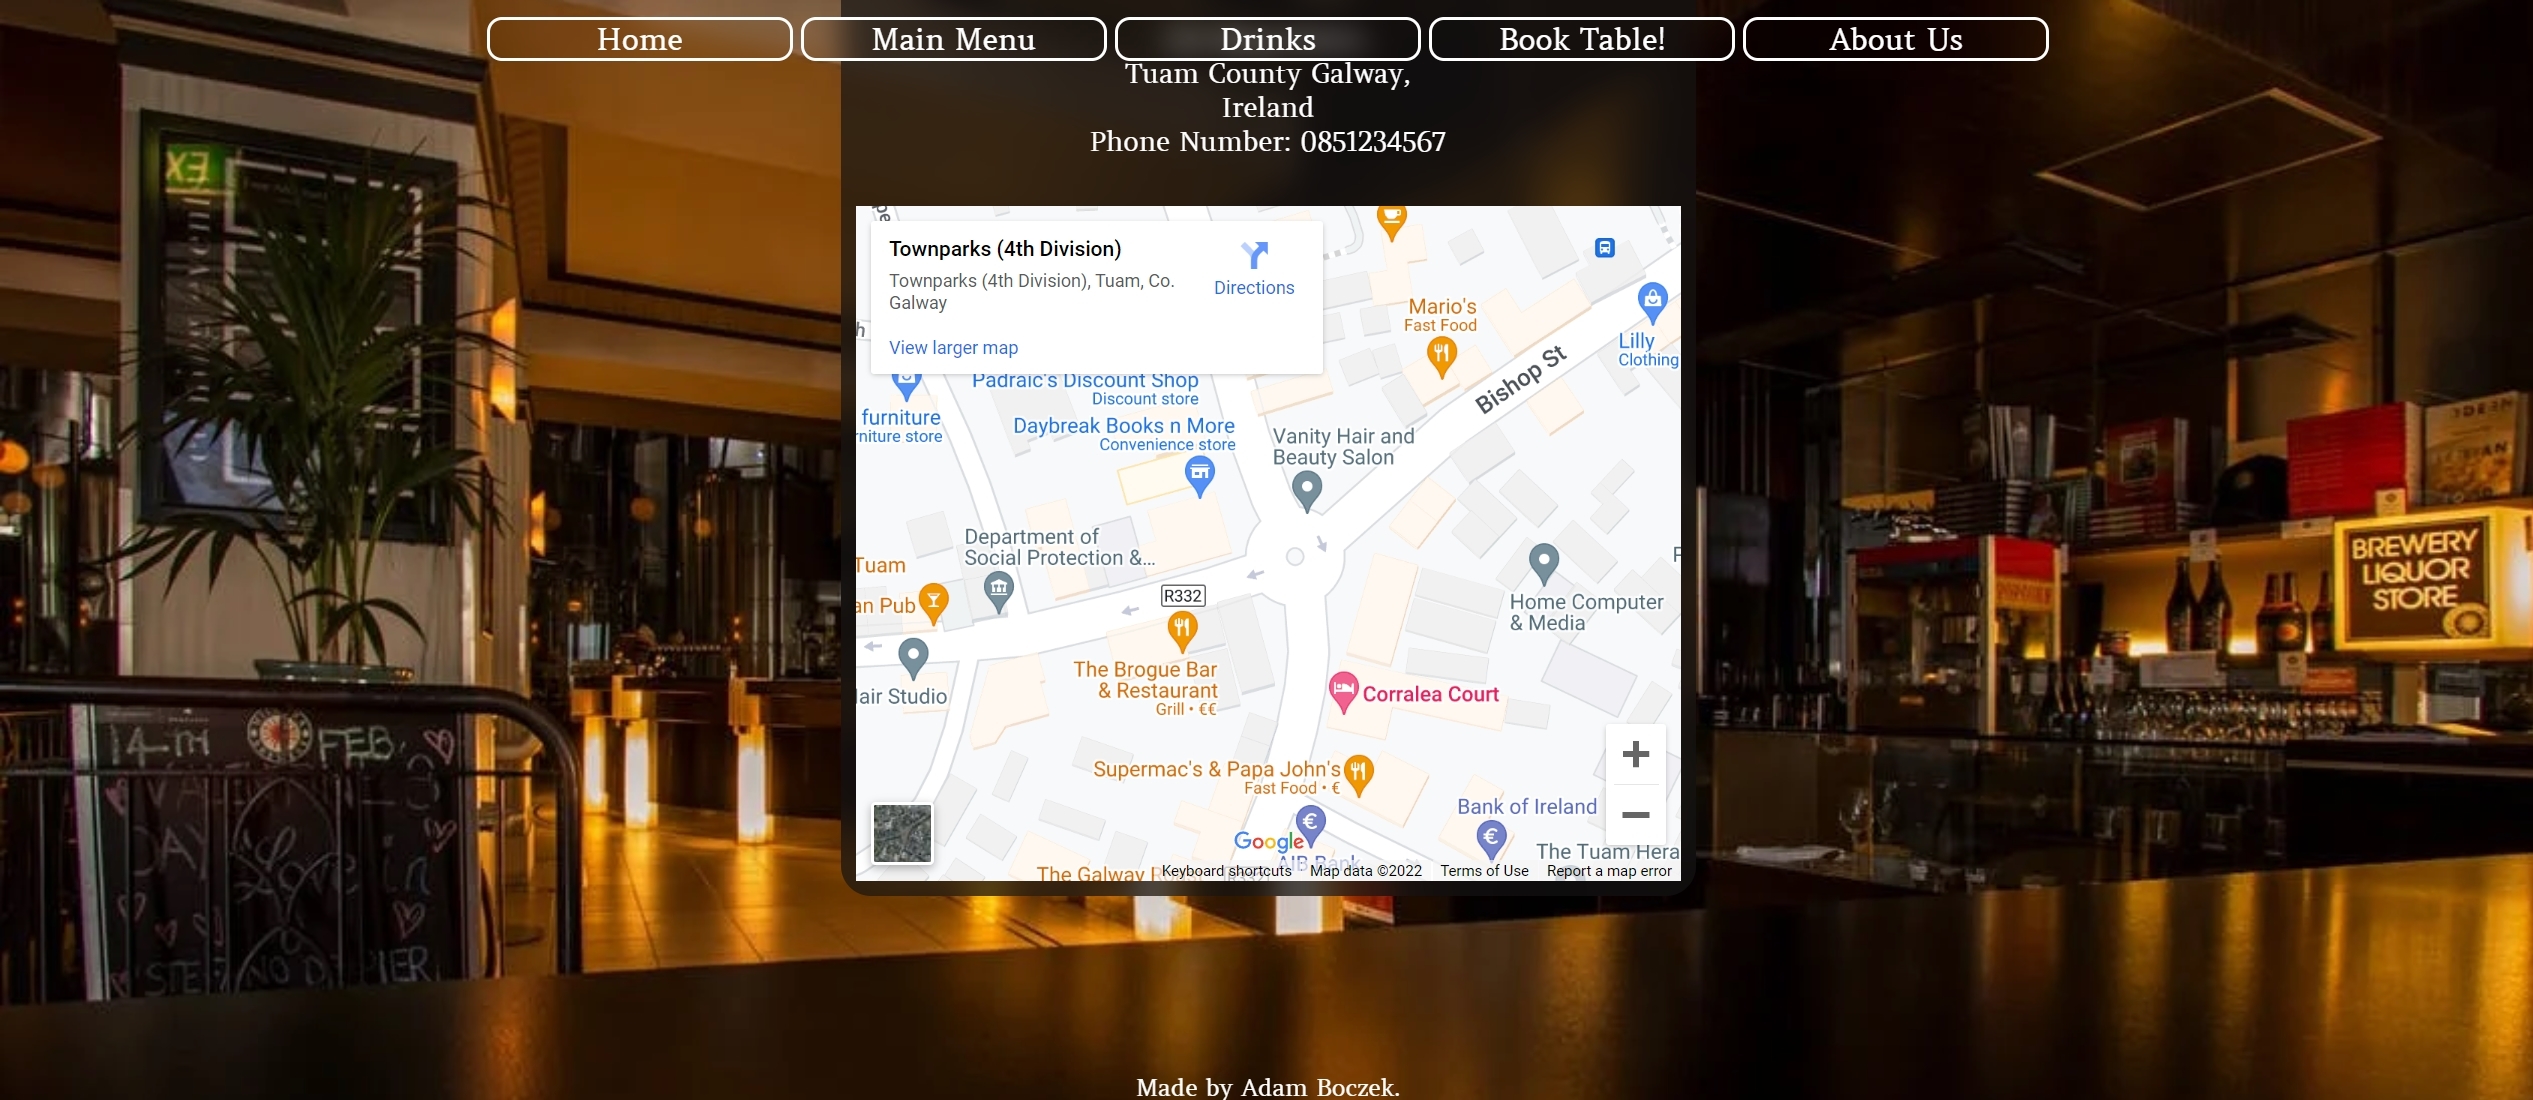 Home
Main Menu
Drinks
Book Table!
About Us
Tuam County Galway,
Ireland
Phone Number: 0851234567
Townparks (4th Division)
Townparks (4th Division), Tuam, Co.
Galway
Directions
View larger map
Mario's
Fast Food
Lilly
Clothing
Bishop St
Padraic's Discount Shop
Discount store
furniture
store
Daybreak Books n More
Convenience store
Vanity Hair and
Beauty Salon
Department of
Social Protection &...
Tuam
Pub
R332
Home Computer
& Media
The Brogue Bar
& Restaurant
Grill • €€
Studio
Corralea Court
Supermac's & Papa John's
Fast Food • €
Bank of Ireland
Google
AIB Bank
The Tuam
The Galway
Keyboard shortcuts
Map data ©2022
Terms of Use
Report a map error
BREWERY
LIQUOR
STORE
14-TH
FEB.
Made by Adam Boczek.